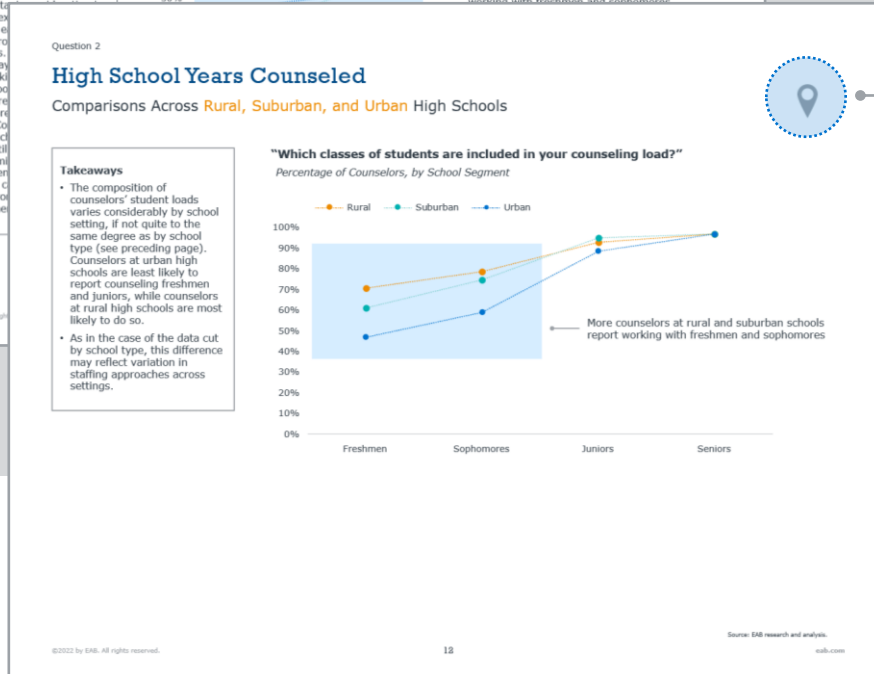 working with freshmen and sophomores
Question 2
High School Years Counseled
Comparisons Across Rural, Suburban, and Urban High Schools
Takeaways
• The composition of
counselors’ student loads
varies considerably by school
setting, if not quite to the
same degree as by school
type (see preceding page).
Counselors at urban high
schools are least likely to
report counseling freshmen
and juniors, while counselors
at rural high schools are most
likely to do so.
• As in the case of the data cut
by school type, this difference
may reflect variation in
staffing approaches across
settings.
“Which classes of students are included in your counseling load?”
Percentage of Counselors, by School Segment
Rural Suburban Urban
100%
90%
80%
70%
60%
50%
40%
30%
20%
10%
0%
Freshmen Sophomores Juniors Seniors
More counselors at rural and suburban schools
report working with freshmen and sophomores
Source: EAB research and analysis.
©2022 by EAB. All rights reserved.
12
eab.com